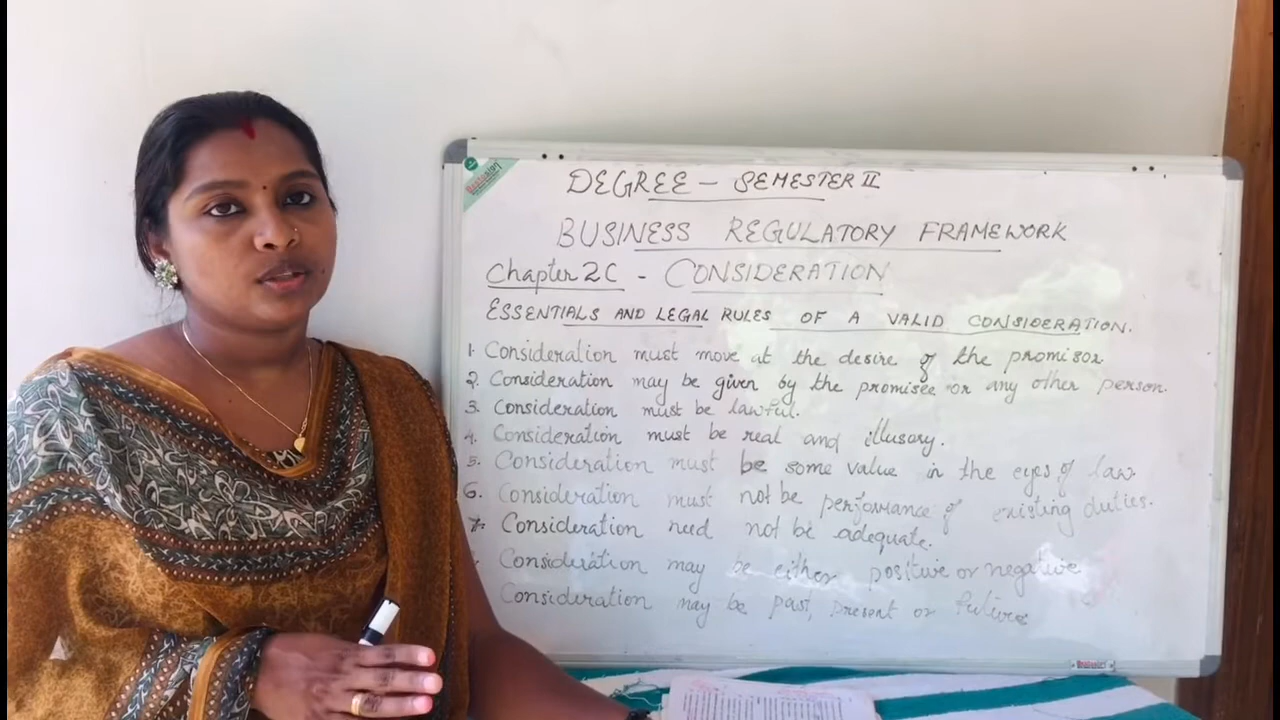 DEGREE - SEMESTER II
BUSINESS REGULATORY FRAMEWORK
Chapter 2C - CONSIDERATION
ESSENTIALS AND LEGAL RULES OF A VALID CONSIDERATION.
1. Consideration must move at the desire of the promisor
2. Consideration may be given by the promisee or any other person.
3. Consideration must be lawful.
4. Consideration must be real and illusary.
5. Consideration must be some value in the eyes of law
6. Consideration must not be perforance of existing duties.
7. Consideration need not be adequate.
Consideration may be either positive or negative
Consideration may be past, present or future